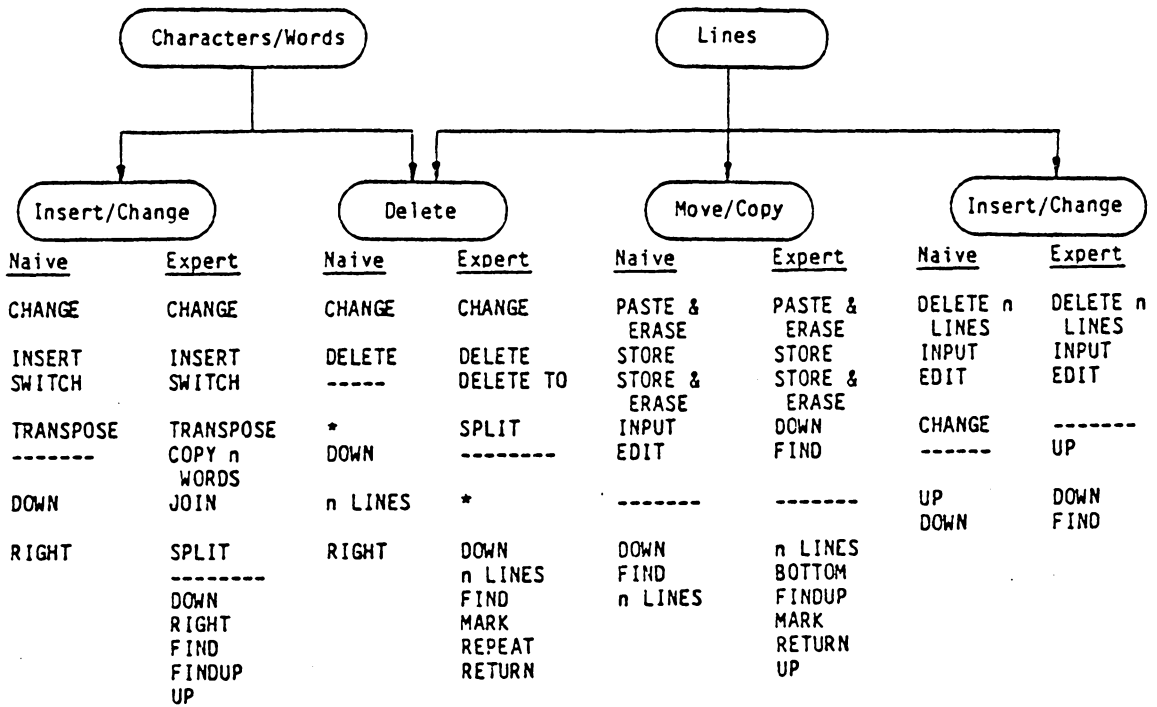 Characters/Words Lines
Insert/Change Delete Move/Copy Insert/Change
Naive Expert Naive Expert Naive Expert Naive Expert
CHANGE CHANGE CHANGE CHANGE PASTE & PASTE & DELETE n DELETE n
ERASE ERASE LINES LINES
INSERT INSERT DELETE DELETE STORE STORE INPUT INPUT
SWITCH SWITCH ----- DELETE TO STORE & STORE & EDIT EDIT
ERASE ERASE
TRANSPOSE TRANSPOSE * SPLIT INPUT DOWN CHANGE -------
------- COPY n DOWN -------- EDIT FIND ------ UP
WORDS
DOWN JOIN n LINES * ------- ------- UP DOWN
DOWN FIND
RIGHT SPLIT RIGHT DOWN DOWN n LINES
-------- n LINES FIND BOTTOM
DOWN FIND n LINES FINDUP
RIGHT MARK MARK
FIND REPEAT RETURN
FINDUP RETURN UP
UP